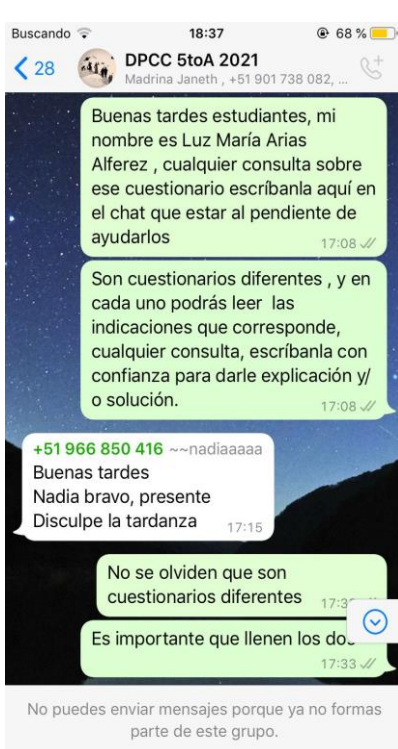 Buscando 18:37 68 %
28 DPCC 5toA 2021
Madrina Janeth , +51 901 738 082, ...
Buenas tardes estudiantes, mi
nombre es Luz María Arias
Alferez , cualquier consulta sobre
ese cuestionario escríbanla aquí en
el chat que estar al pendiente de
ayudarlos
17:08
Son cuestionarios diferentes , y en
cada uno podrás leer las
indicaciones que corresponde,
cualquier consulta, escríbanla con
confianza para darle explicación y/
o solución.
17:08
+51 966 850 416 ~~nadiaaaaa
Buenas tardes
Nadia bravo, presente
Disculpe la tardanza 17:15
No se olviden que son
cuestionarios diferentes
Es importante que llenen los dos
17:33
No puedes enviar mensajes porque ya no formas
parte de este grupo.